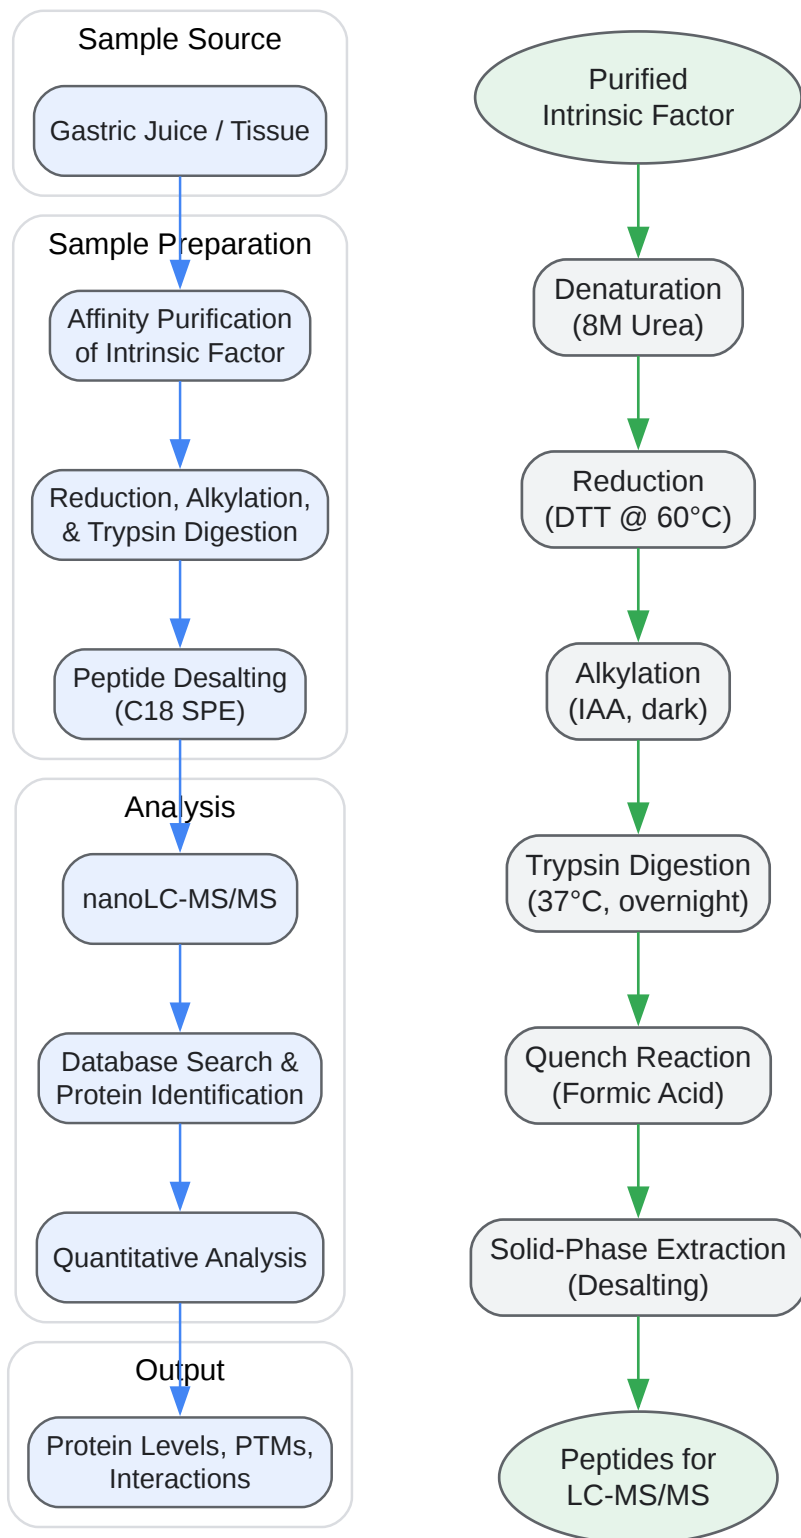 Sample Source
Gastric Juice / Tissue
Sample Preparation
Affinity Purification
of Intrinsic Factor
Reduction, Alkylation,
& Trypsin Digestion
Peptide Desalting
(C18 SPE)
Analysis
nanoLC-MS/MS
Database Search &
Protein Identification
Quantitative Analysis
Output
Protein Levels, PTMs,
Interactions
Purified
Intrinsic Factor
Denaturation
(8M Urea)
Reduction
(DTT @ 60°C)
Alkylation
(IAA, dark)
Trypsin Digestion
(37°C, overnight)
Quench Reaction
(Formic Acid)
Solid-Phase Extraction
(Desalting)
Peptides for
LC-MS/MS